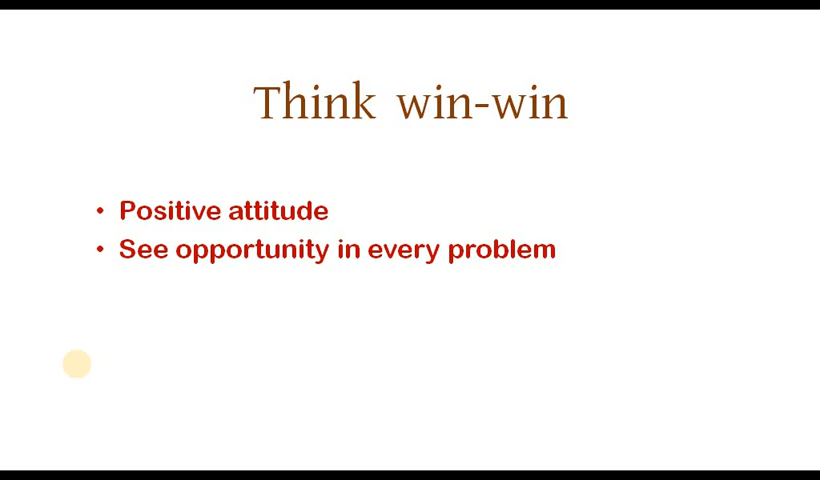 Think win-win
• Positive attitude
• See opportunity in every problem